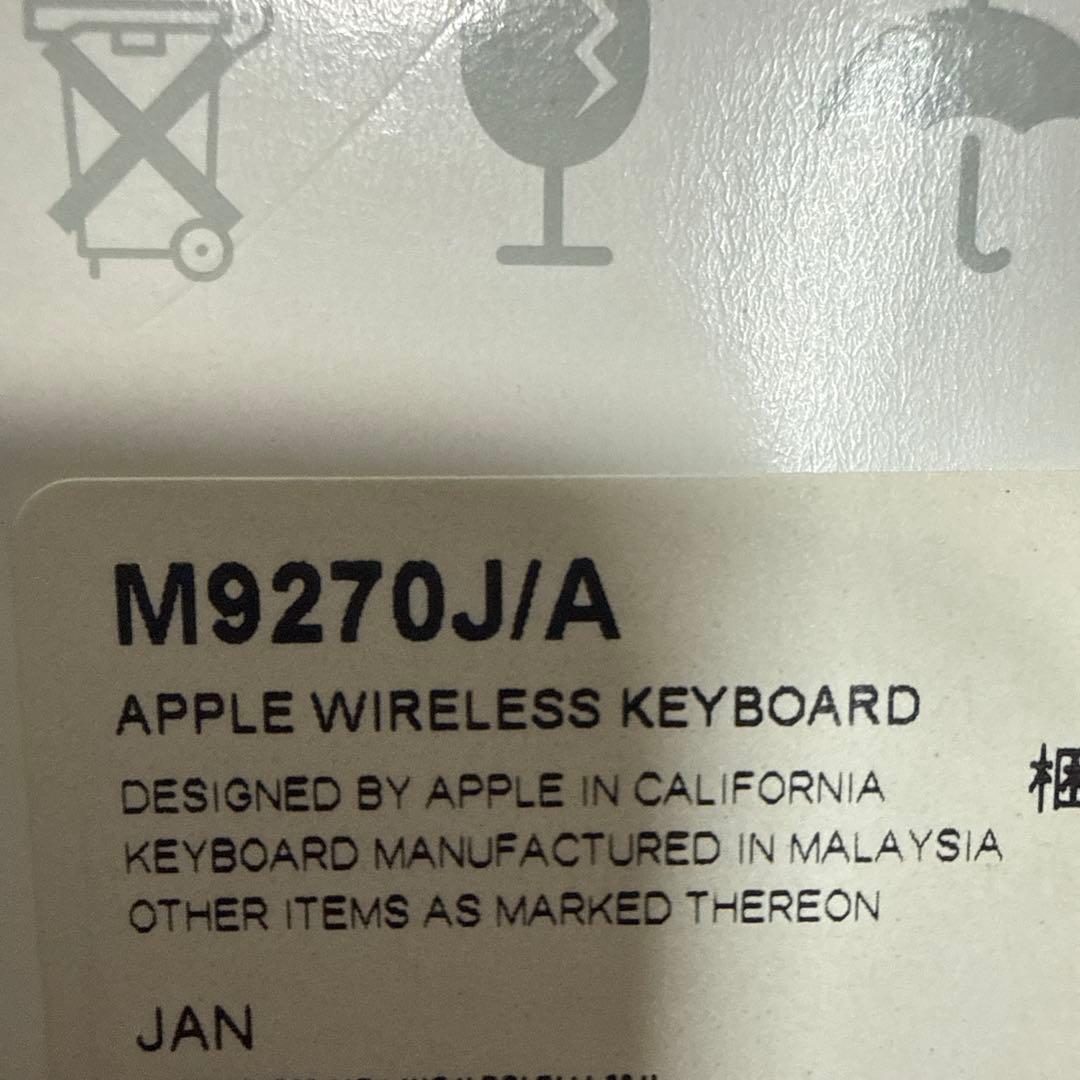 M9270J/A
APPLE WIRELESS KEYBOARD
DESIGNED BY APPLE IN CALIFORNIA
梱
KEYBOARD MANUFACTURED IN MALAYSIA
OTHER ITEMS AS MARKED THEREON
JAN